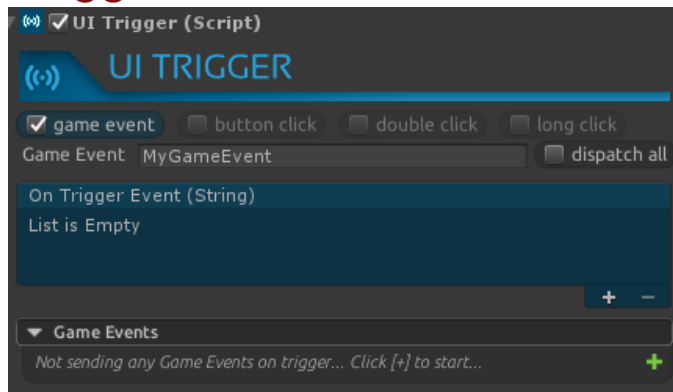 UI Trigger (Script)
UI TRIGGER
game event button click double click long click
Game Event MyGameEvent dispatch all
On Trigger Event (String)
List is Empty
+ −
Game Events
Not sending any Game Events on trigger... Click [+] to start...